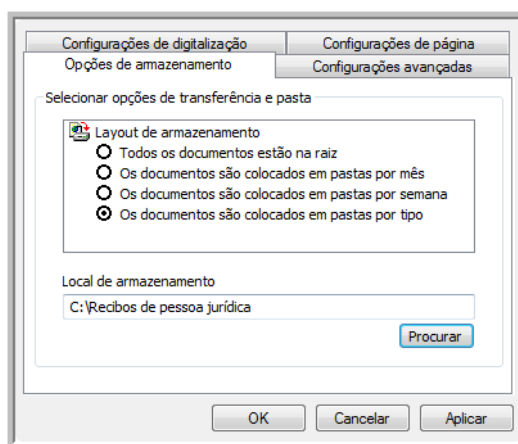 Configurações de digitalização
Configurações de página
Opções de armazenamento
Configurações avançadas
Selecionar opções de transferência e pasta
Layout de armazenamento
Todos os documentos estão na raiz
Os documentos são colocados em pastas por mês
Os documentos são colocados em pastas por semana
Os documentos são colocados em pastas por tipo
Local de armazenamento
C:\Recibos de pessoa jurídica
Procurar
OK
Cancelar
Aplicar